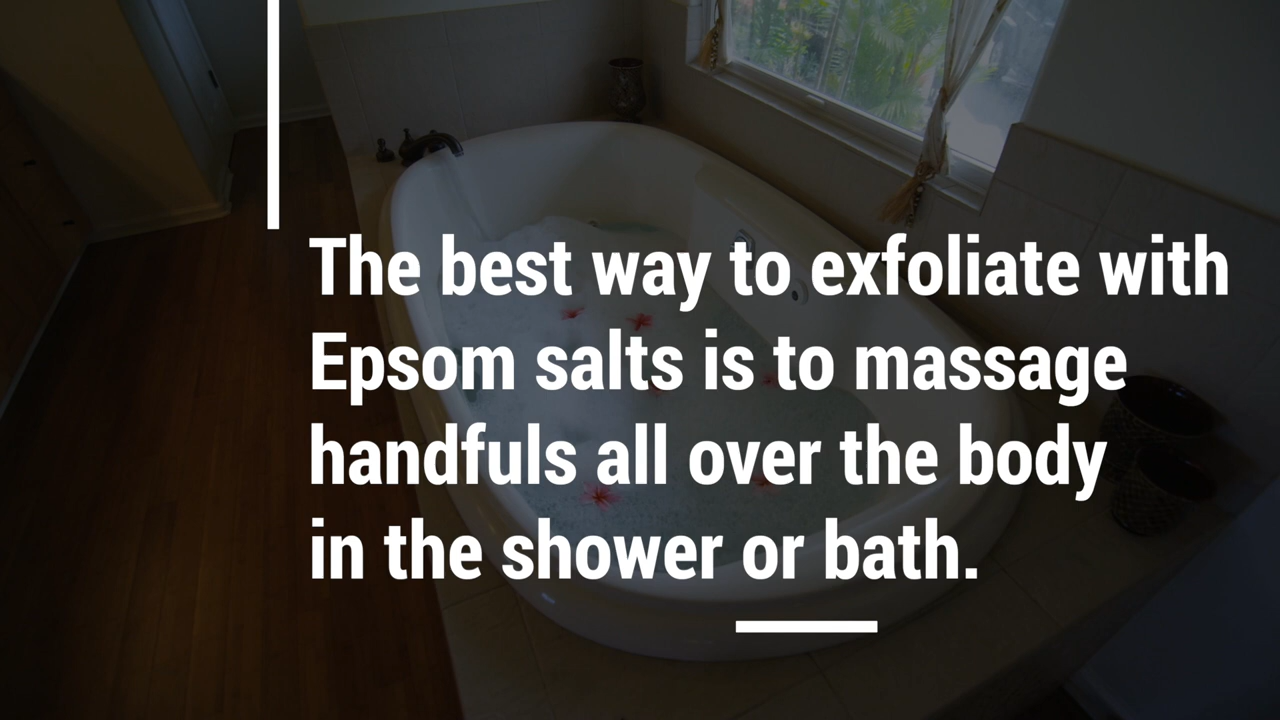 The best way to exfoliate with
Epsom salts is to massage
handfuls all over the body
in the shower or bath.